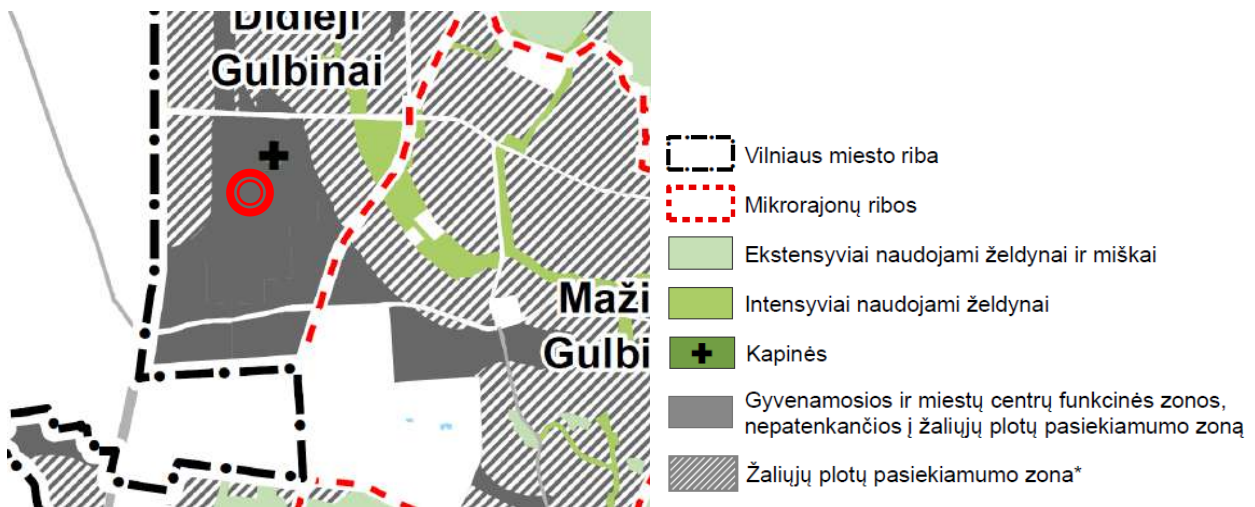 Didieji
Gulbinai
Maži
Gulbi
Vilniaus miesto riba
Mikrorajonų ribos
Ekstensyviai naudojami želdynai ir miškai
Intensyviai naudojami želdynai
Kapinės
Gyvenamosios ir miestų centrų funkcinės zonos,
nepatenkančios į žaliųjų plotų pasiekiamumo zoną
Žaliųjų plotų pasiekiamumo zona*